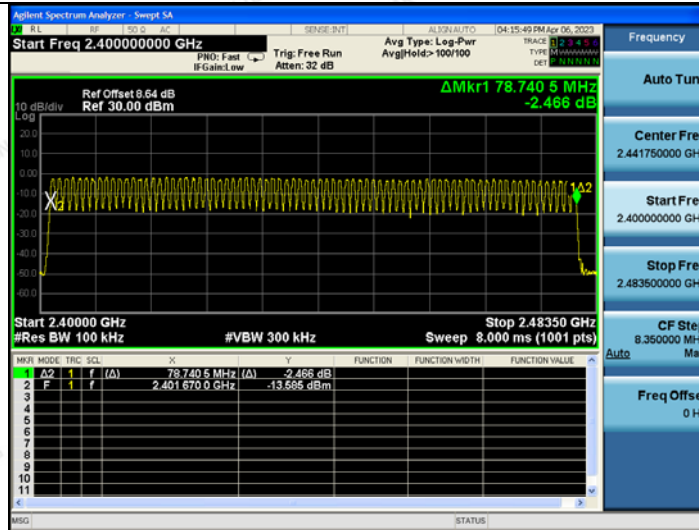 Agilent Spectrum Analyzer - Swept SA
RL RF 50 Ω AC SENSE:INT ALIGNAUTO 04:15:49 PM Apr 06, 2023
Start Freq 2.400000000 GHz
PNO: Fast
IFGain:Low
Trig: Free Run
Atten: 32 dB
Avg Type: Log-Pwr
Avg|Hold:>100/100
TRACE 1 2 3 4 5 6
TYPE M
DET P N N N N N
Frequency
Auto Tun
Ref Offset 8.64 dB
10 dB/div Ref 30.00 dBm
Log
ΔMkr1 78.740 5 MHz
-2.466 dB
20.0
10.0
0.00
-10.0
-20.0
-30.0
-40.0
-50.0
-60.0
1Δ2
2
Start 2.40000 GHz Stop 2.48350 GHz
#Res BW 100 kHz #VBW 300 kHz Sweep 8.000 ms (1001 pts)
MKR MODE TRC SCL X Y FUNCTION FUNCTION WIDTH FUNCTION VALUE
1 Δ2 1 f (Δ) 78.740 5 MHz (Δ) -2.466 dB
2 F 1 f 2.401 670 0 GHz -13.585 dBm
3
4
5
6
7
8
9
10
11
Center Fre
2.441750000 GH
Start Fre
2.400000000 GH
Stop Fre
2.483500000 GH
CF Ste
8.350000 MH
Auto Ma
Freq Offse
0 H
MSG STATUS